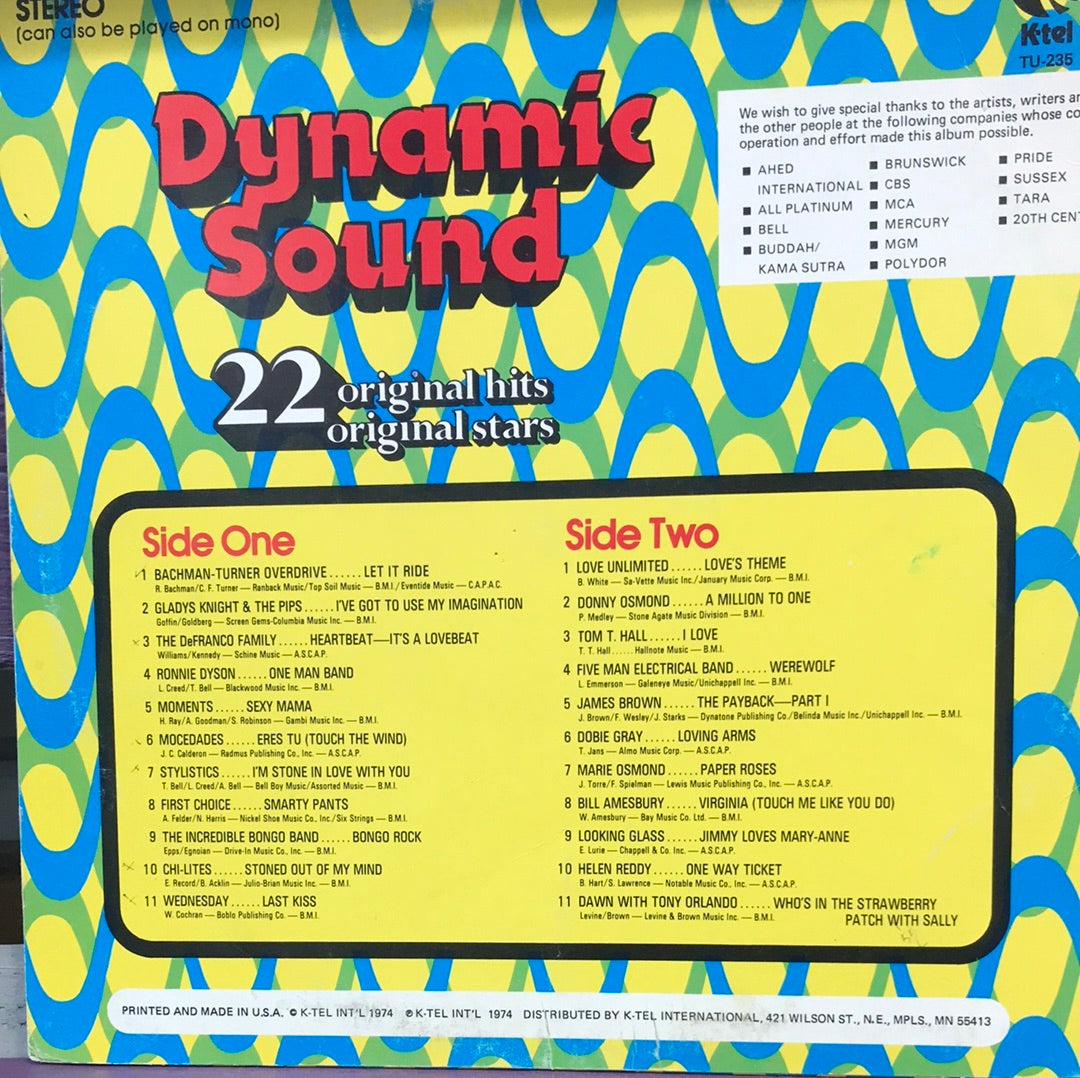 STEREO
(can also be played on mono)
K-tel
TU-235
Dynamic
Sound
We wish to give special thanks to the artists, writers
the other people at the following companies whose
operation and effort made this album possible.
■ AHED
INTERNATIONAL
■ ALL PLATINUM
■ BELL
■ BUDDAH/
KAMA SUTRA
■ BRUNSWICK
■ CBS
■ MCA
■ MERCURY
■ MGM
■ POLYDOR
■ PRIDE
■ SUSSEX
■ TARA
■ 20TH
22 original hits
original stars
Side One
1 BACHMAN-TURNER OVERDRIVE......LET IT RIDE
R. Bachman/C. F. Turner — Ranback Music/Top Soil Music — B.M.I./Eventide Music — C.A.P.A.C.
2 GLADYS KNIGHT & THE PIPS......I'VE GOT TO USE MY IMAGINATION
Goffin/Goldberg — Screen Gems-Columbia Music Inc. — B.M.I.
3 THE DeFRANCO FAMILY......HEARTBEAT—IT'S A LOVEBEAT
Williams/Kennedy — Schine Music — A.S.C.A.P.
4 RONNIE DYSON......ONE MAN BAND
L. Creed/T. Bell — Blackwood Music Inc. — B.M.I.
5 MOMENTS......SEXY MAMA
H. Ray/A. Goodman/S. Robinson — Gambi Music Inc. — B.M.I.
6 MOCEDADES......ERES TU (TOUCH THE WIND)
J. C. Calderon — Radmus Publishing Co., Inc. — A.S.C.A.P.
7 STYLISTICS......I'M STONE IN LOVE WITH YOU
T. Bell/L. Creed/A. Bell — Bell Boy Music/Assorted Music — B.M.I.
8 FIRST CHOICE......SMARTY PANTS
A. Felder/N. Harris — Nickel Shoe Music Co., Inc./Six Strings — B.M.I.
9 THE INCREDIBLE BONGO BAND......BONGO ROCK
Epps/Egnoian — Drive-In Music Co., Inc. — B.M.I.
10 CHI-LITES......STONED OUT OF MY MIND
E. Record/B. Acklin — Julio-Brian Music Inc. — B.M.I.
11 WEDNESDAY......LAST KISS
W. Cochran — Boblo Publishing Co. — B.M.I.
Side Two
1 LOVE UNLIMITED......LOVE'S THEME
B. White — Sa-Vette Music Inc./January Music Corp. — B.M.I.
2 DONNY OSMOND......A MILLION TO ONE
P. Medley — Stone Agate Music Division — B.M.I.
3 TOM T. HALL......I LOVE
T. T. Hall......Hallnote Music — B.M.I.
4 FIVE MAN ELECTRICAL BAND......WEREWOLF
L. Emmerson — Galeneye Music/Unichappell Inc. — B.M.I.
5 JAMES BROWN......THE PAYBACK—PART I
J. Brown/F. Wesley/J. Starks — Dynatone Publishing Co./Belinda Music Inc./Unichappell Inc. — B.M.I.
6 DOBIE GRAY......LOVING ARMS
T. Jans — Almo Music Corp. — A.S.C.A.P.
7 MARIE OSMOND......PAPER ROSES
J. Torre/F. Spielman — Lewis Music Publishing Co., Inc. — A.S.C.A.P.
8 BILL AMESBURY......VIRGINIA (TOUCH ME LIKE YOU DO)
W. Amesbury — Bay Music Co. Ltd. — B.M.I.
9 LOOKING GLASS......JIMMY LOVES MARY-ANNE
E. Lurie — Chappell & Co. Inc. — A.S.C.A.P.
10 HELEN REDDY......ONE WAY TICKET
B. Hart/S. Lawrence — Notable Music Co., Inc. — A.S.C.A.P.
11 DAWN WITH TONY ORLANDO......WHO'S IN THE STRAWBERRY
PATCH WITH SALLY
Levine/Brown — Levine & Brown Music Inc. — B.M.I.
PRINTED AND MADE IN U.S.A. © K-TEL INT'L 1974 ℗ K-TEL INT'L 1974 DISTRIBUTED BY K-TEL INTERNATIONAL, 421 WILSON ST., N.E., MPLS., MN 55413